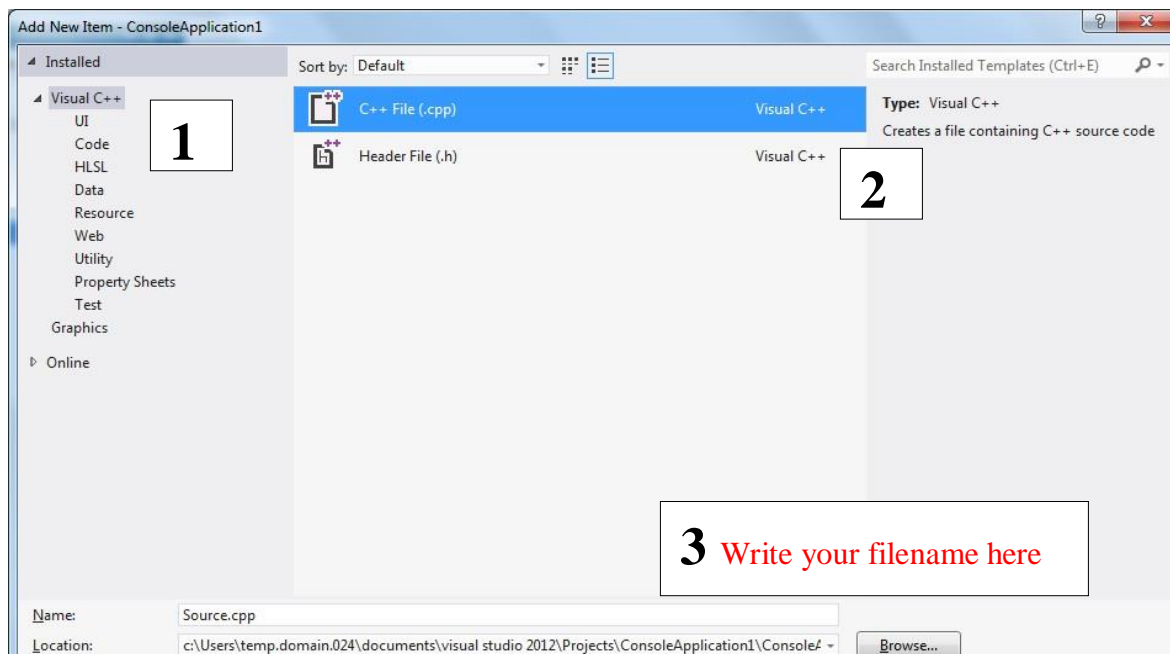 Add New Item - ConsoleApplication1
Installed
Sort by: Default
Search Installed Templates (Ctrl+E)
Visual C++
UI
Code
HLSL
Data
Resource
Web
Utility
Property Sheets
Test
Graphics
Online
1
C++ File (.cpp) Visual C++
Header File (.h) Visual C++
2
Type: Visual C++
Creates a file containing C++ source code
3 Write your filename here
Name: Source.cpp
Location: c:\Users\temp.domain.024\documents\visual studio 2012\Projects\ConsoleApplication1\ConsoleA
Browse...